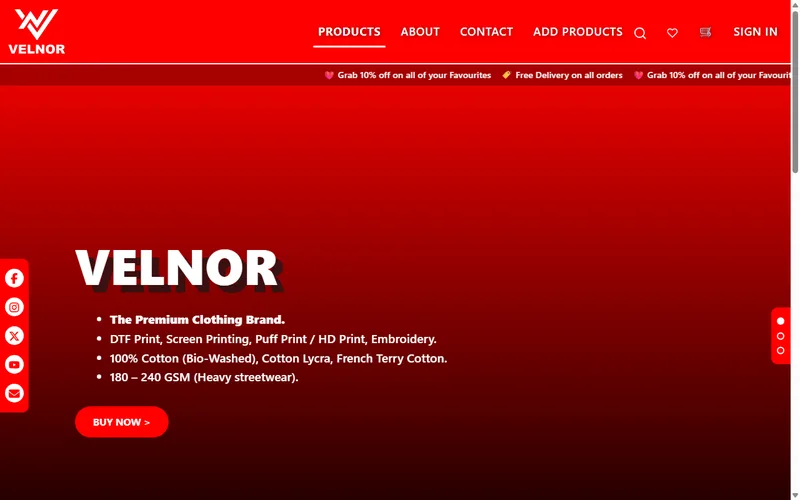 VELNOR
PRODUCTS ABOUT CONTACT ADD PRODUCTS SIGN IN
💗 Grab 10% off on all of your Favourites 🏷️ Free Delivery on all orders 💗 Grab 10% off on all of your Favourit
VELNOR
• The Premium Clothing Brand.
• DTF Print, Screen Printing, Puff Print / HD Print, Embroidery.
• 100% Cotton (Bio-Washed), Cotton Lycra, French Terry Cotton.
• 180 – 240 GSM (Heavy streetwear).
BUY NOW >